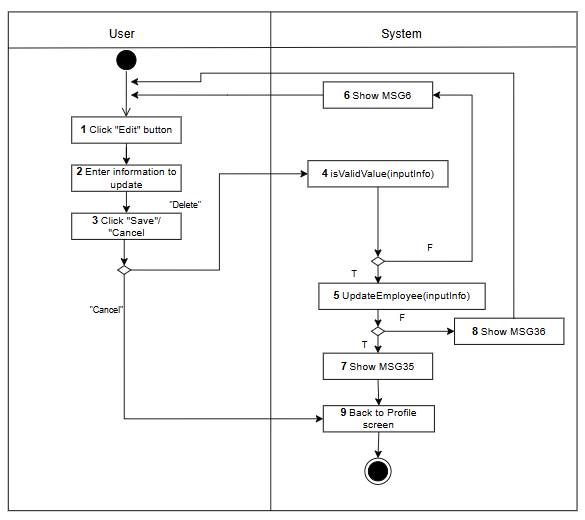 User
System
6 Show MSG6
1 Click "Edit" button
2 Enter information to
update
4 isValidValue(inputInfo)
"Delete"
3 Click "Save"/
"Cancel
F
T
5 UpdateEmployee(inputInfo)
"Cancel"
F
8 Show MSG36
T
7 Show MSG35
9 Back to Profile
screen